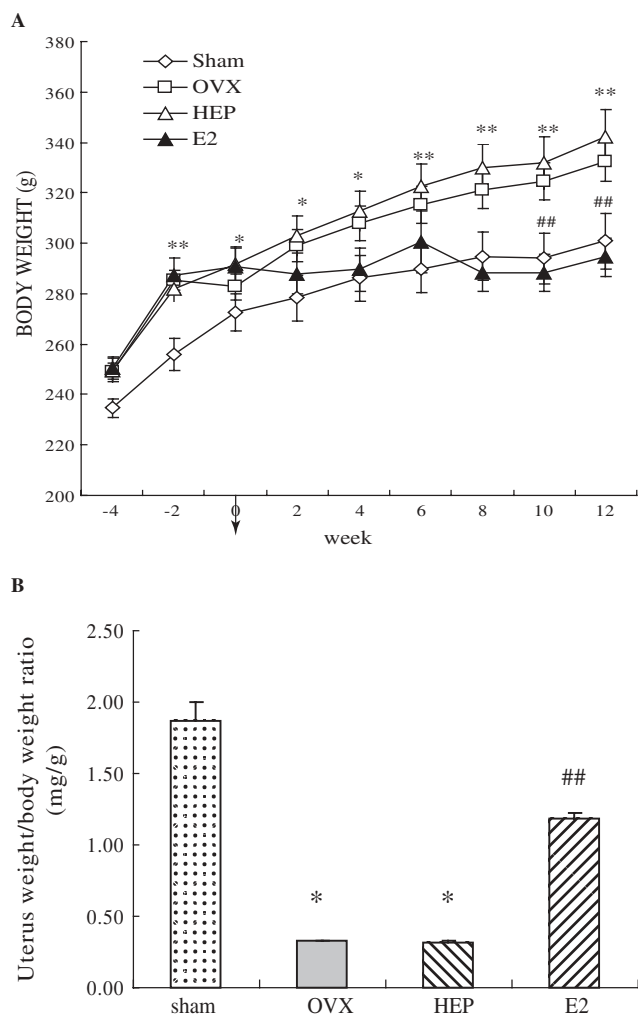 A
380
360
340
320
300
280
260
240
220
200
BODY WEIGHT (g)
Sham
OVX
HEP
E2
** * * * ** ** ** **
## ##
-4 -2 0 2 4 6 8 10 12
week
B
2.50
2.00
1.50
1.00
0.50
0.00
Uterus weight/body weight ratio
(mg/g)
* * ##
sham OVX HEP E2